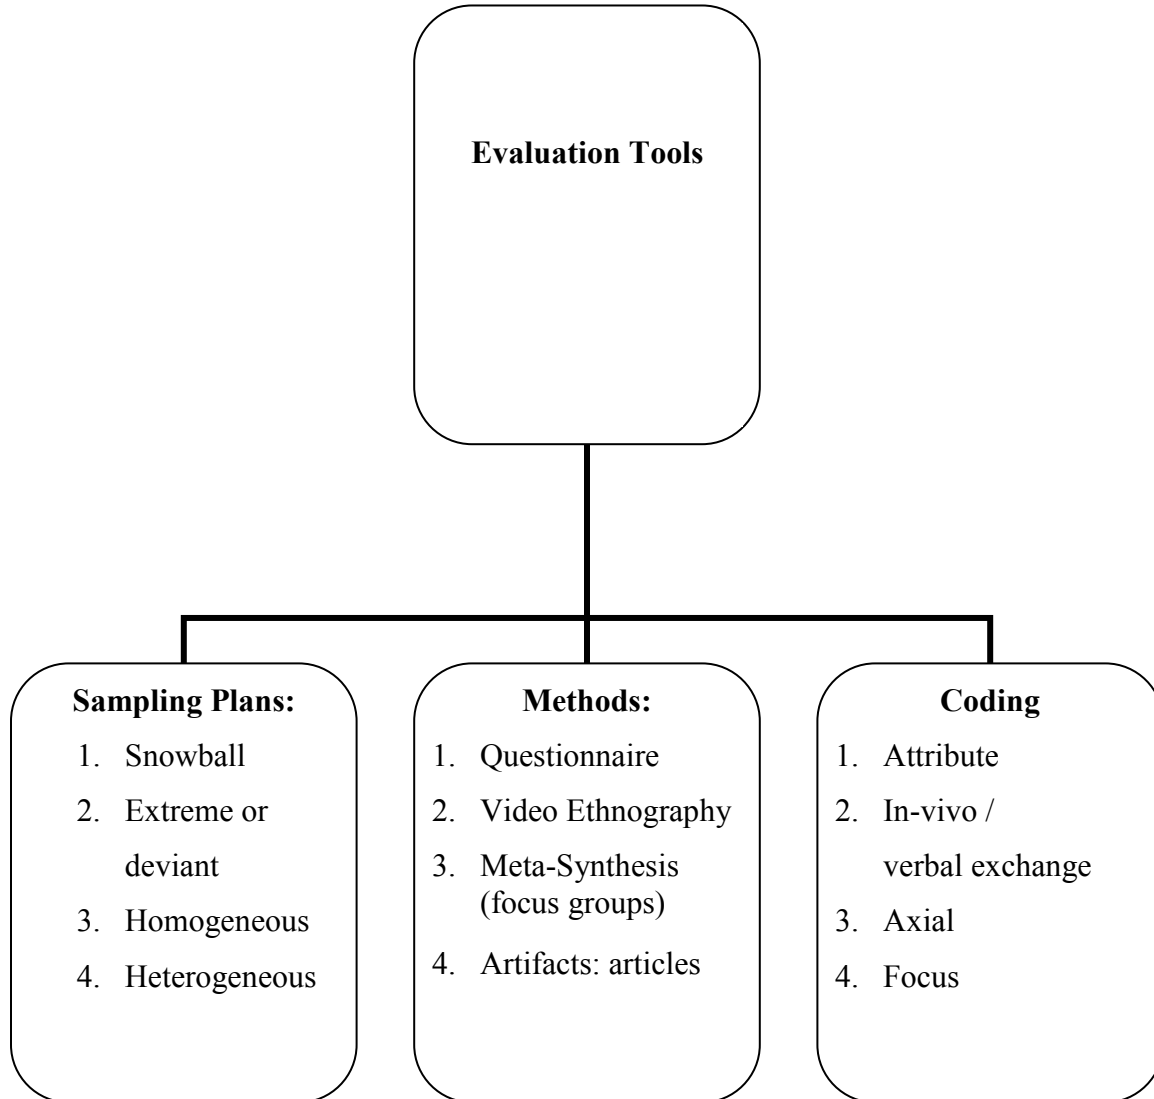 Evaluation Tools
Sampling Plans:
1. Snowball
2. Extreme or
deviant
3. Homogeneous
4. Heterogeneous
Methods:
1. Questionnaire
2. Video Ethnography
3. Meta-Synthesis
(focus groups)
4. Artifacts: articles
Coding
1. Attribute
2. In-vivo /
verbal exchange
3. Axial
4. Focus